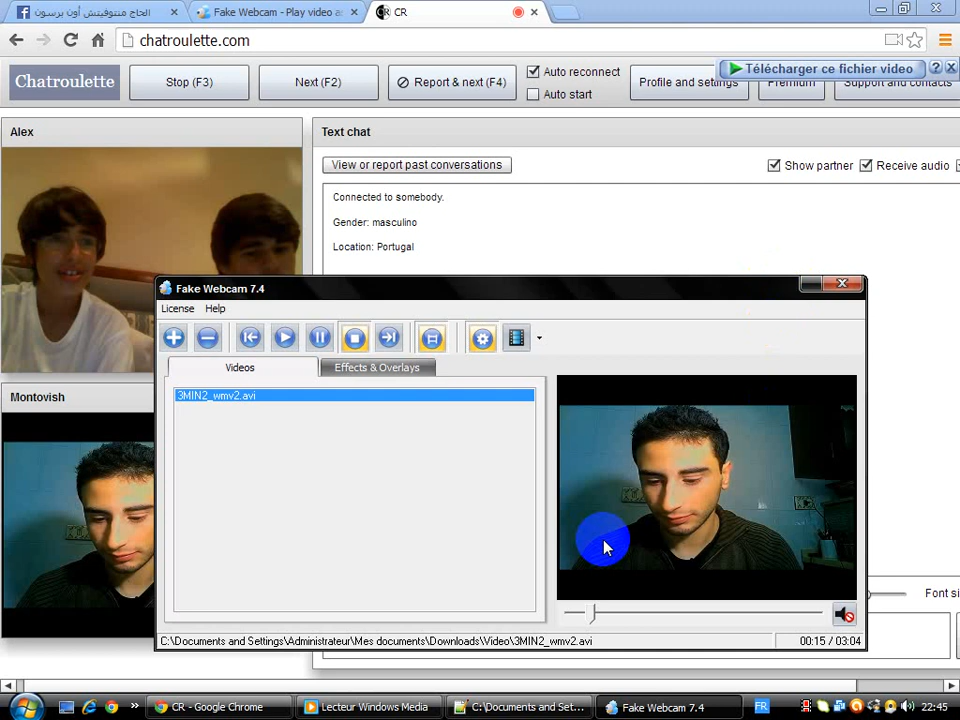 الحاج متتوفيتش أون برسون
Fake Webcam - Play video as
CR
chatroulette.com
Télécharger ce fichier video
Chatroulette
Stop (F3)
Next (F2)
Report & next (F4)
Auto reconnect
Auto start
Profile and settings
Premium
Support and contacts
Alex
Text chat
View or report past conversations
Show partner
Receive audio
Connected to somebody.
Gender: masculino
Location: Portugal
Fake Webcam 7.4
License Help
Videos
Effects & Overlays
3MIN2_wmv2.avi
Montovish
Font si
C:\Documents and Settings\Administrateur\Mes documents\Downloads\Video\3MIN2_wmv2.avi
00:15 / 03:04
CR - Google Chrome
Lecteur Windows Media
C:\Documents and Set...
Fake Webcam 7.4
FR
22:45